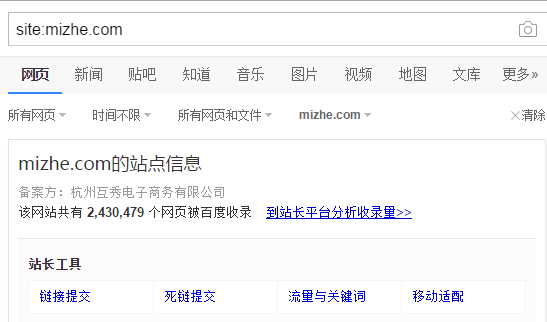 site:mizhe.com
网页 新闻 贴吧 知道 音乐 图片 视频 地图 文库 更多»
所有网页 时间不限 所有网页和文件 mizhe.com 清除
mizhe.com的站点信息
备案方：杭州互秀电子商务有限公司
该网站共有 2,430,479 个网页被百度收录 到站长平台分析收录量>>
站长工具
链接提交 死链提交 流量与关键词 移动适配